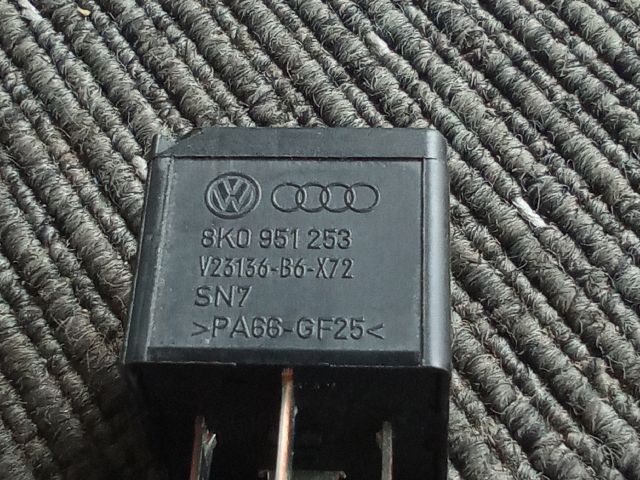 8K0 951 253
V23136-B6-X72
SN7
>PA66-GF25<